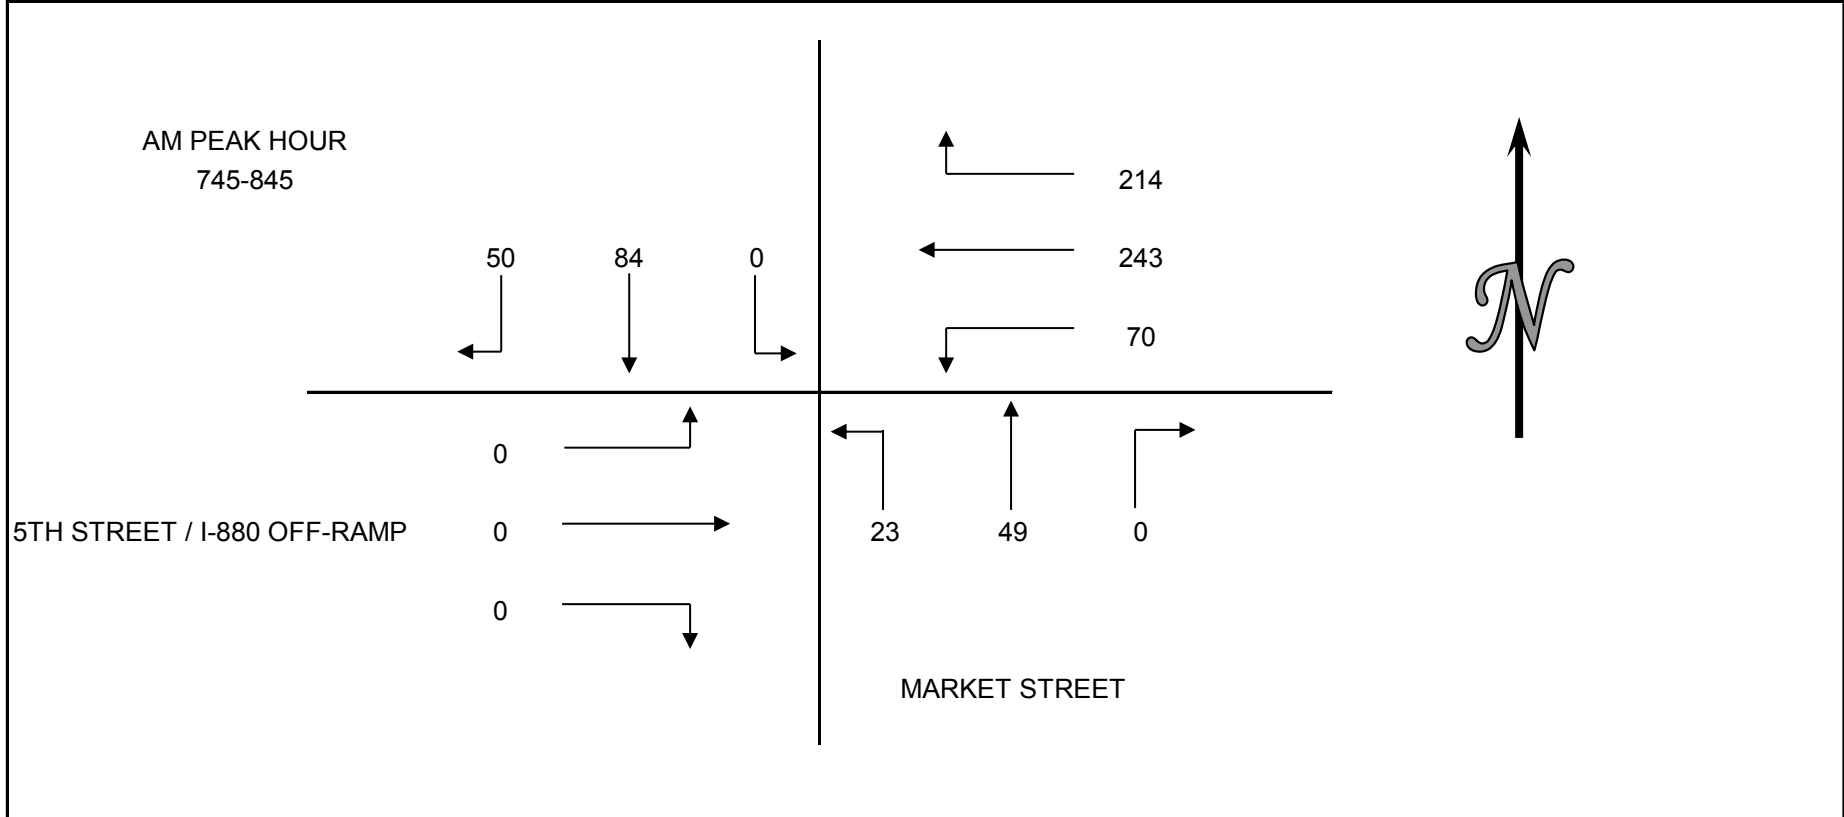 AM PEAK HOUR
745-845
214
50 84 0 243
70
N
0
5TH STREET / I-880 OFF-RAMP 0 23 49 0
0
MARKET STREET